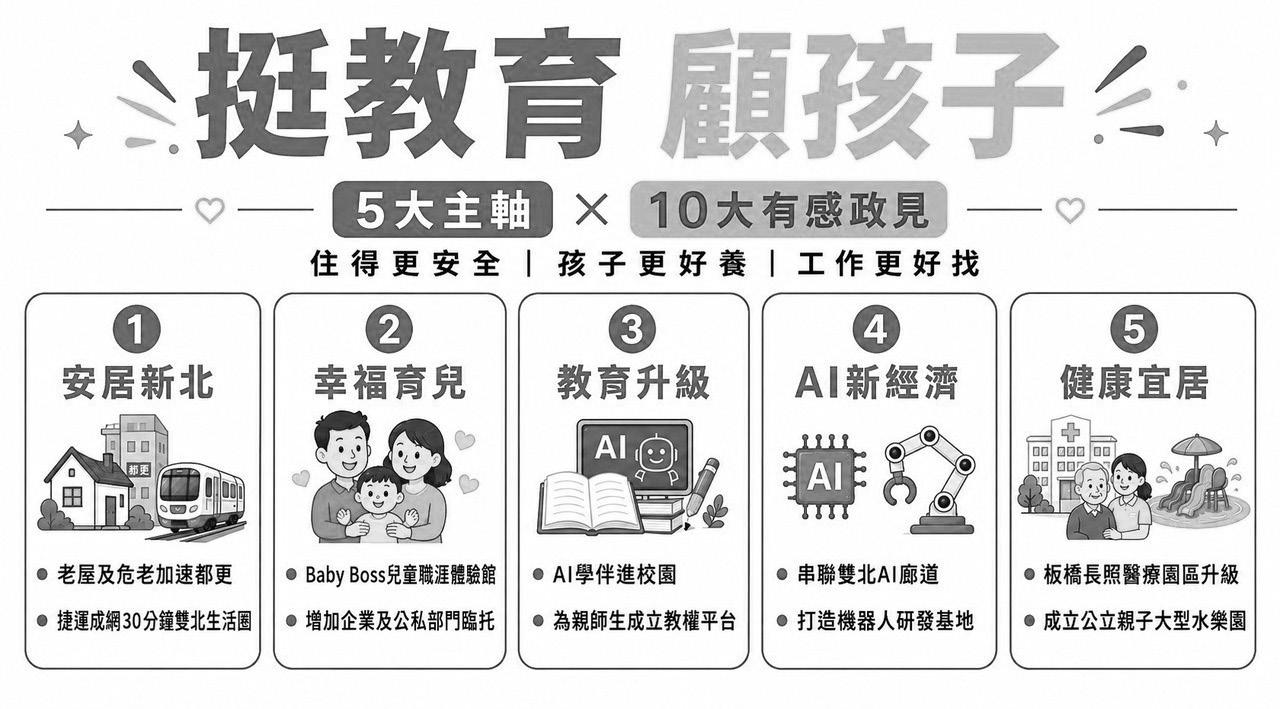 挺教育 顧孩子
5大主軸 × 10大有感政見
住得更安全｜孩子更好養｜工作更好找
1
安居新北
都更
老屋及危老加速都更
捷運成網30分鐘雙北生活圈
2
幸福育兒
Baby Boss兒童職涯體驗館
增加企業及公私部門臨托
3
教育升級
AI
AI學伴進校園
為親師生成立教權平台
4
AI新經濟
AI
串聯雙北AI廊道
打造機器人研發基地
5
健康宜居
板橋長照醫療園區升級
成立公立親子大型水樂園